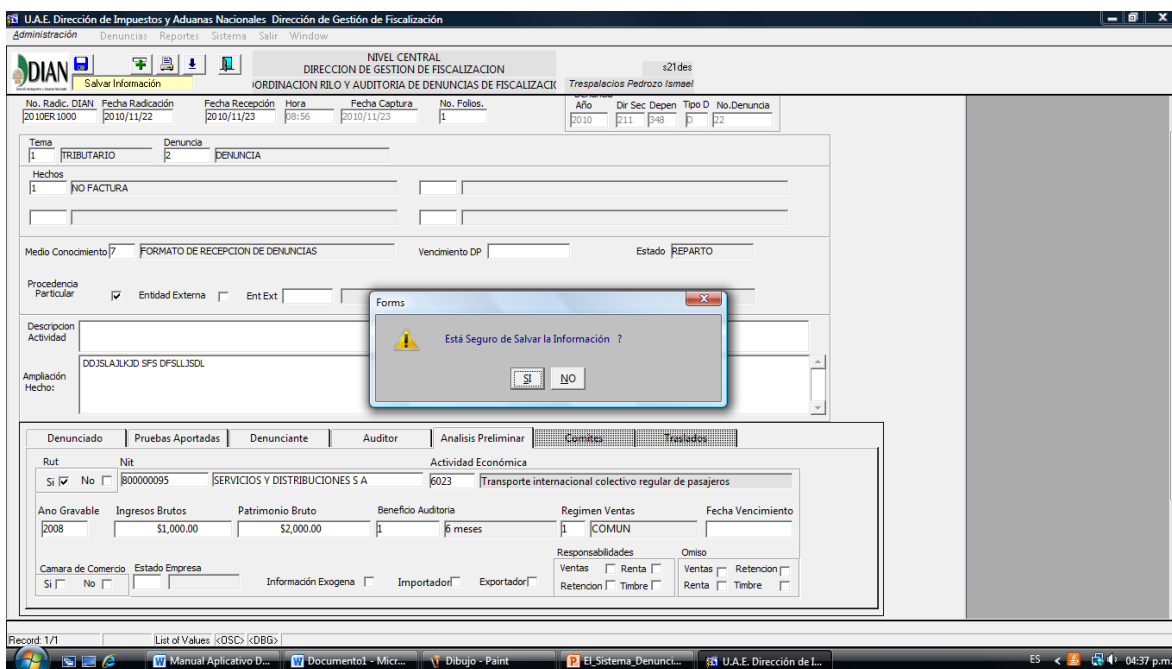 U.A.E. Dirección de Impuestos y Aduanas Nacionales Dirección de Gestión de Fiscalización
Administración Denuncias Reportes Sistema Salir Window
DIAN
Salvar Información
NIVEL CENTRAL
DIRECCION DE GESTION DE FISCALIZACION
ORDINACION RILO Y AUDITORIA DE DENUNCIAS DE FISCALIZACIO
s21des
Trespalacios Pedrozo Ismael
No. Radic. DIAN Fecha Radicación Fecha Recepción Hora Fecha Captura No. Folios. Año Dir Sec Depen Tipo D No.Denuncia
2010ER1000 2010/11/22 2010/11/23 08:56 2010/11/23 1 2010 211 348 D 22
Tema Denuncia
1 TRIBUTARIO 2 DENUNCIA
Hechos
1 NO FACTURA
Medio Conocimiento 7 FORMATO DE RECEPCION DE DENUNCIAS Vencimiento DP Estado REPARTO
Procedencia
Particular Entidad Externa Ent Ext
Forms
Está Seguro de Salvar la Información ?
SI NO
Descripcion
Actividad
Ampliación
Hecho:
DDJSLAJLKJD SFS DFSLLJSDL
Denunciado Pruebas Aportadas Denunciante Auditor Analisis Preliminar Comites Traslados
Rut Nit Actividad Económica
Si No 800000095 SERVICIOS Y DISTRIBUCIONES S A 6023 Transporte internacional colectivo regular de pasajeros
Ano Gravable Ingresos Brutos Patrimonio Bruto Beneficio Auditoria Regimen Ventas Fecha Vencimiento
2008 $1,000.00 $2,000.00 1 6 meses 1 COMUN
Responsabilidades Omiso
Camara de Comercio Estado Empresa Ventas Renta Ventas Retencion
Si No Información Exogena Importador Exportador Retencion Timbre Renta Timbre
Record: 1/1 List of Values <OSC> <DBG>
Manual Aplicativo D... Documento1 - Micr... Dibujo - Paint El_Sistema_Denunci... U.A.E. Dirección de I... ES 04:37 p.m.